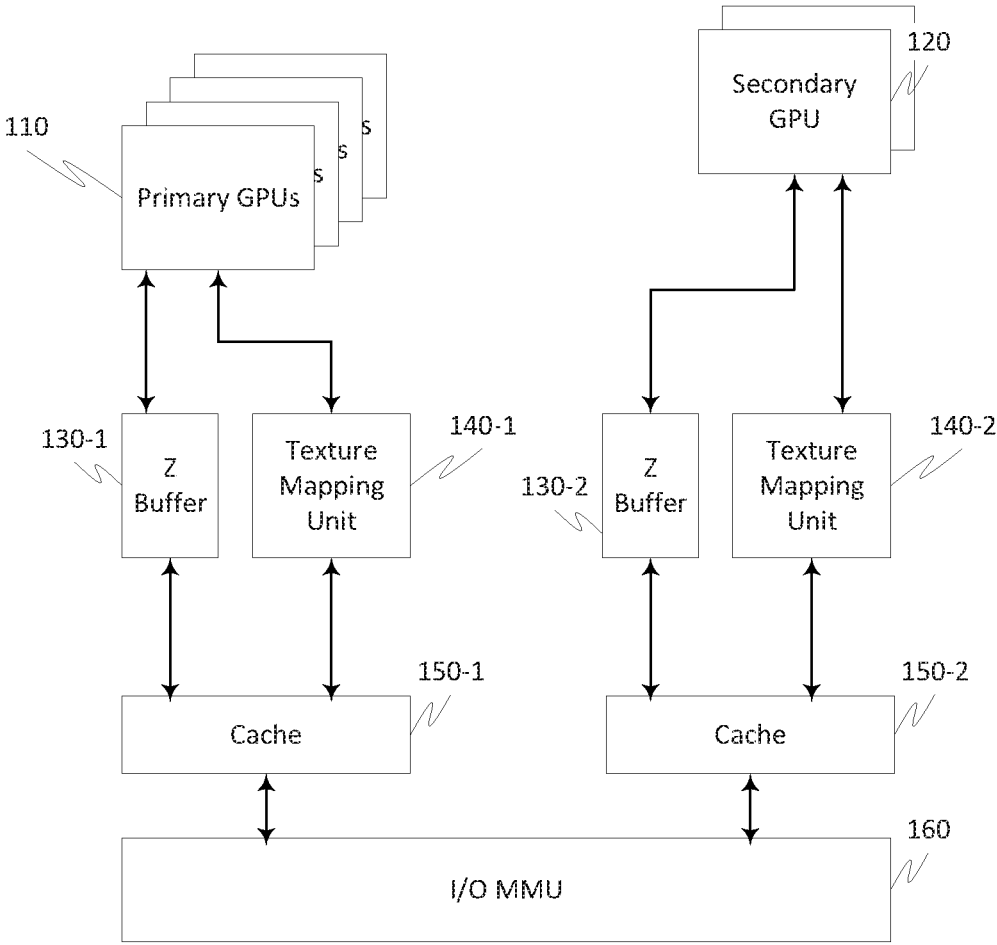 120
Secondary
GPU
110
s
s
s
Primary GPUs
130-1
Z
Buffer
Texture
Mapping
Unit
140-1
130-2
Z
Buffer
Texture
Mapping
Unit
140-2
150-1
Cache
150-2
Cache
160
I/O MMU